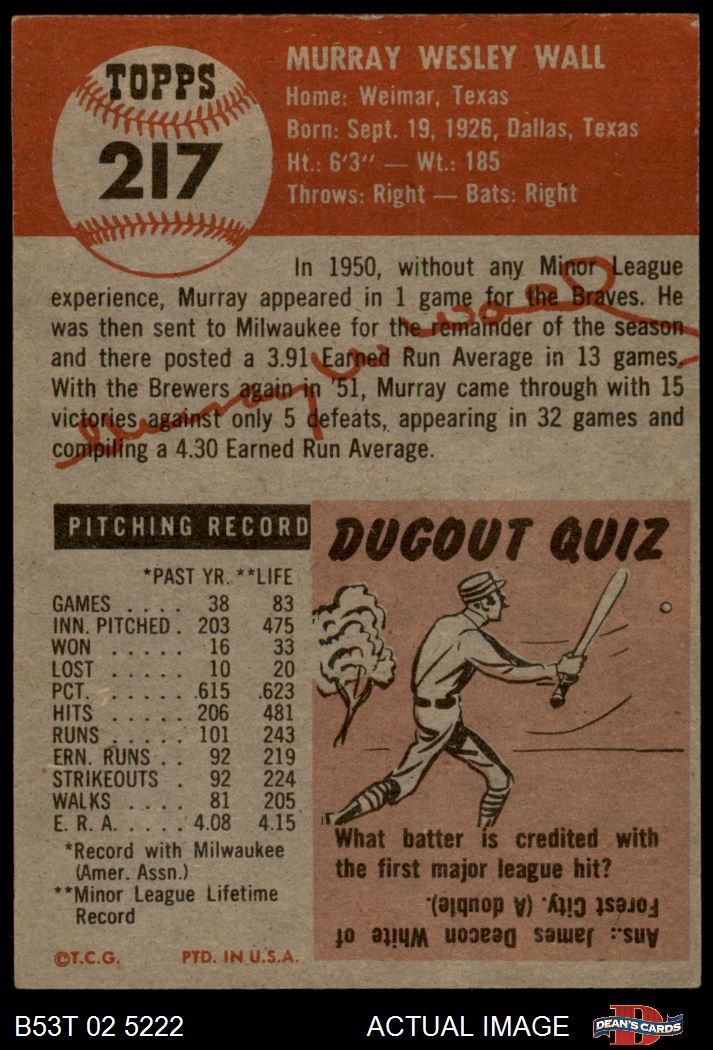 TOPPS
217
MURRAY WESLEY WALL
Home: Weimar, Texas
Born: Sept. 19, 1926, Dallas, Texas
Ht.: 6'3" — Wt.: 185
Throws: Right — Bats: Right
In 1950, without any Minor League
experience, Murray appeared in 1 game for the Braves. He
was then sent to Milwaukee for the remainder of the season
and there posted a 3.91 Earned Run Average in 13 games.
With the Brewers again in '51, Murray came through with 15
victories against only 5 defeats, appearing in 32 games and
compiling a 4.30 Earned Run Average.
Murray Wall
PITCHING RECORD
*PAST YR. **LIFE
GAMES . . . . 38 83
INN. PITCHED . 203 475
WON . . . . . 16 33
LOST . . . . . 10 20
PCT. . . . . . .615 .623
HITS . . . . . 206 481
RUNS . . . . . 101 243
ERN. RUNS . . 92 219
STRIKEOUTS . 92 224
WALKS . . . . 81 205
E. R. A. . . . . 4.08 4.15
*Record with Milwaukee
(Amer. Assn.)
**Minor League Lifetime
Record
©T.C.G. PTD. IN U.S.A.
DUGOUT QUIZ
What batter is credited with
the first major league hit?
Ans.: James Deacon White of
Forest City. (A double).
B53T 02 5222
ACTUAL IMAGE
D
DEAN'S CARDS